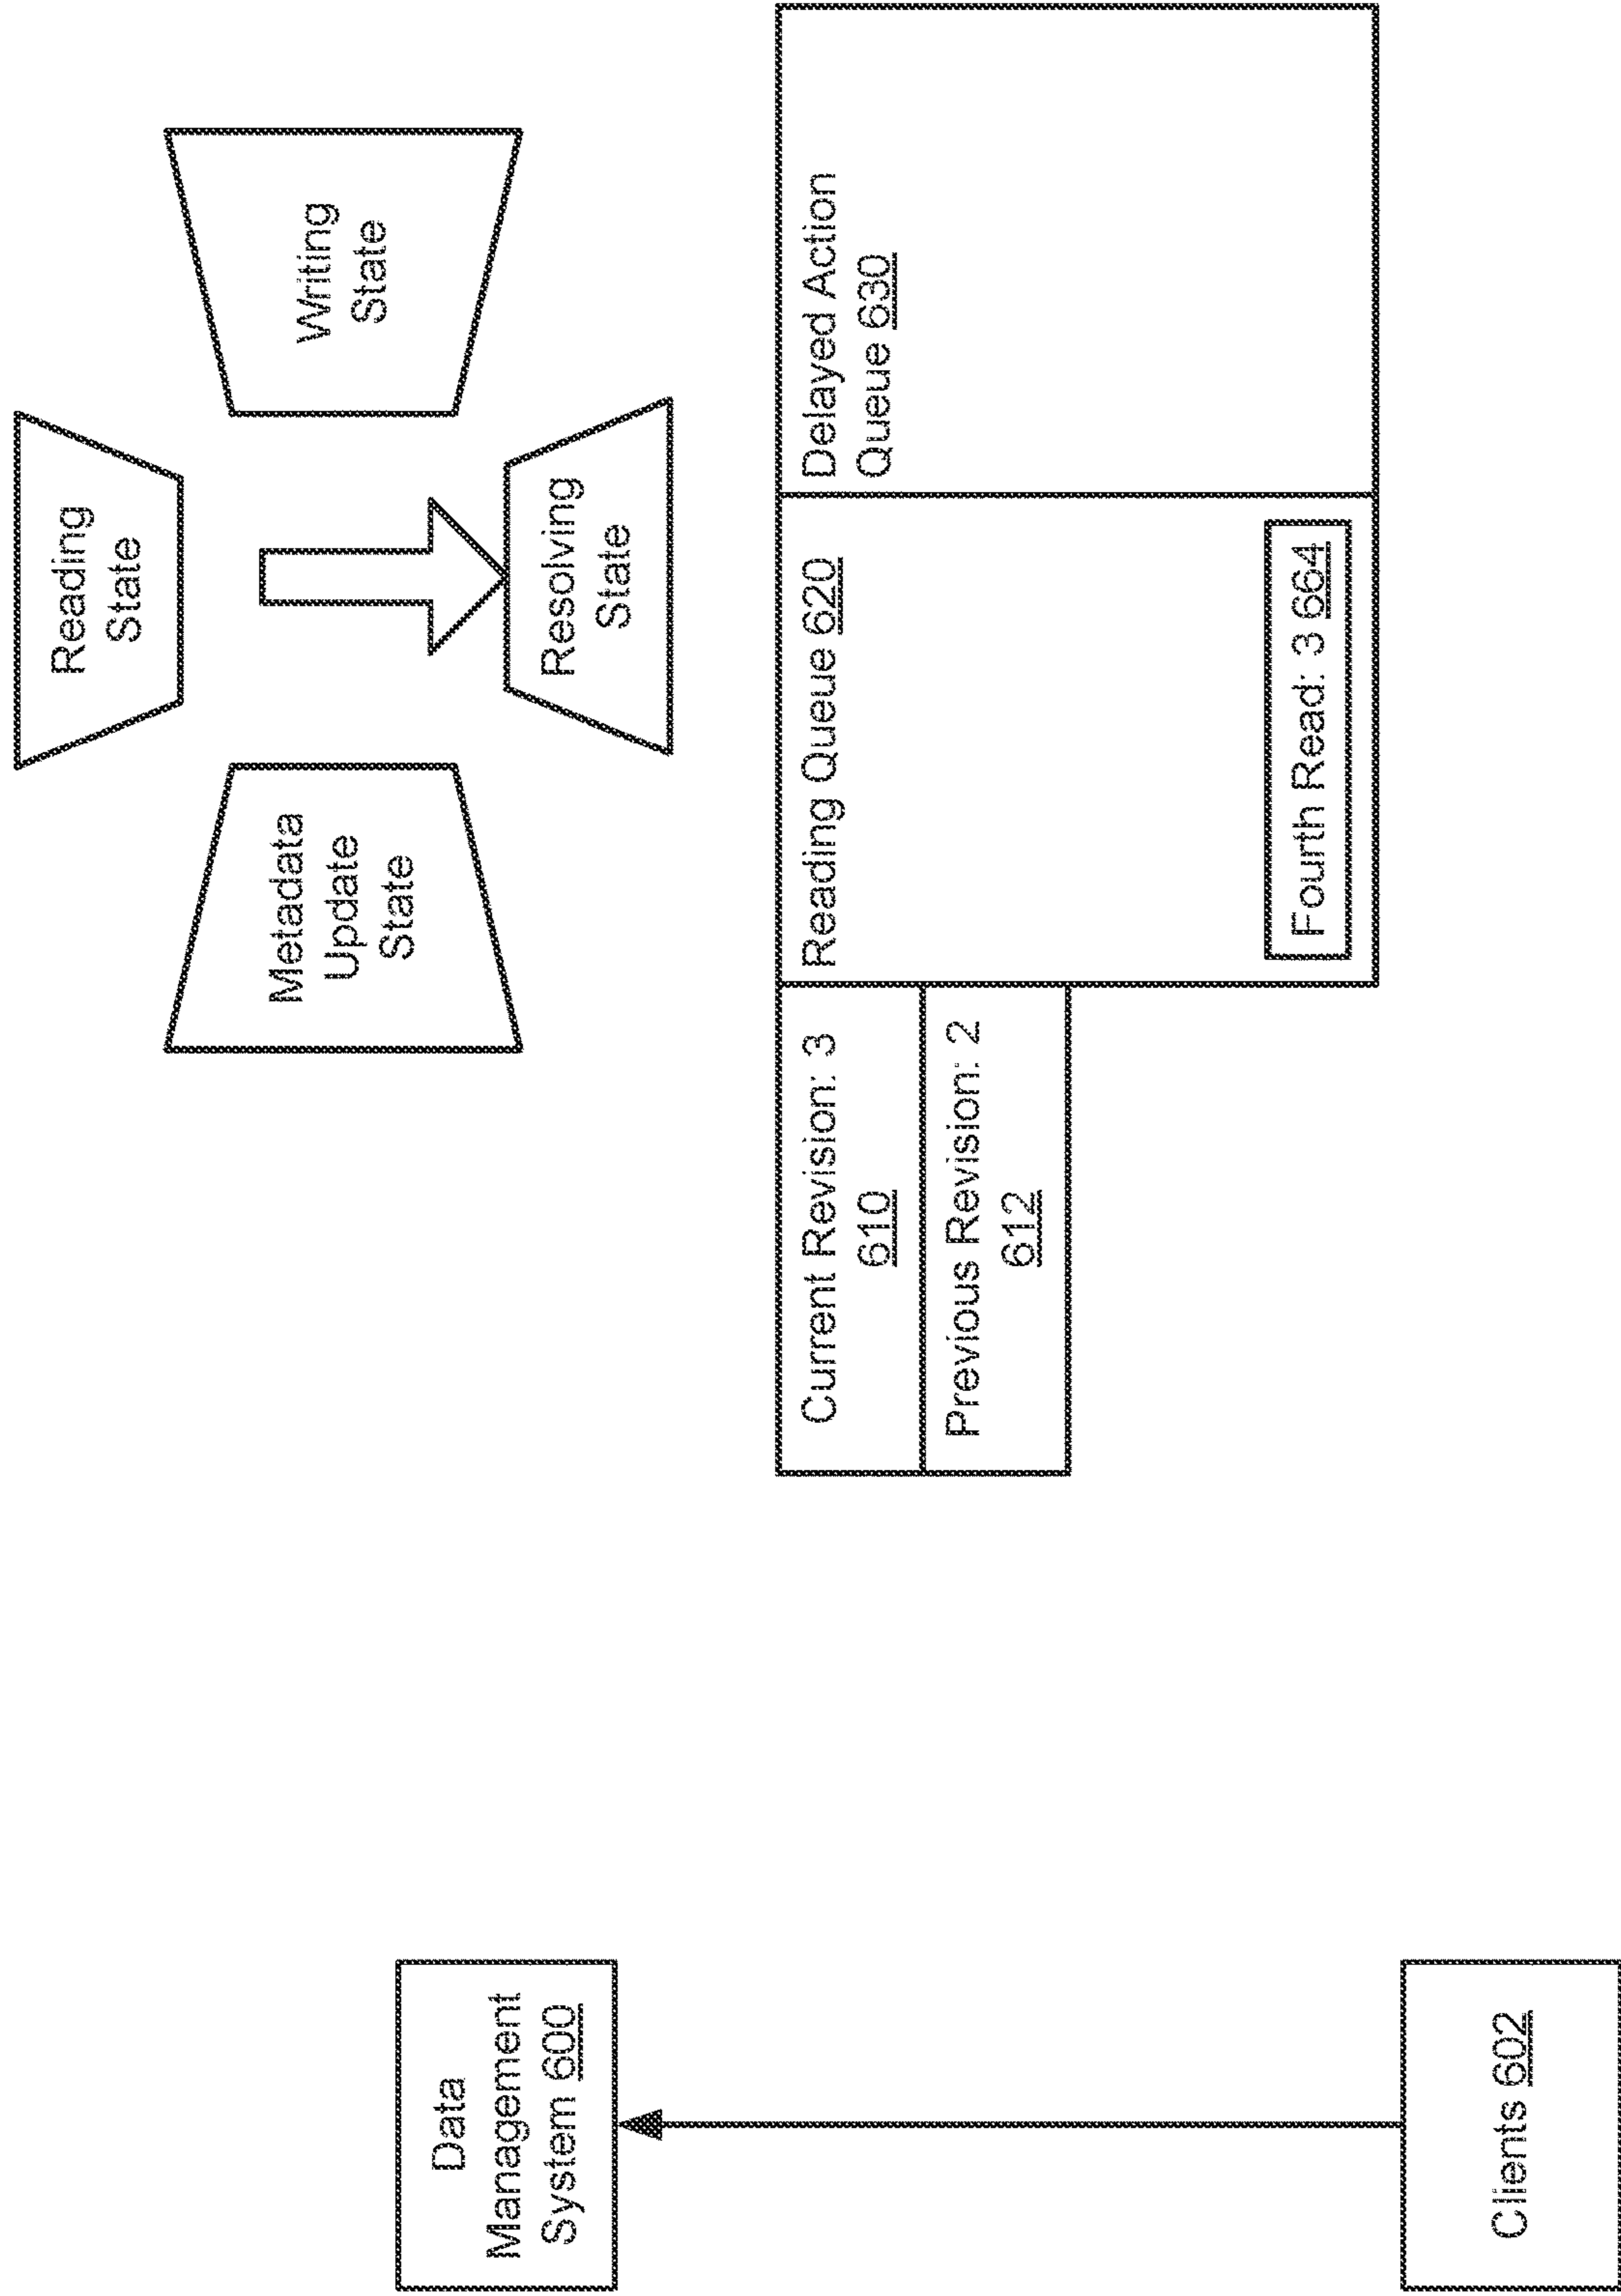 Data
Management
System 600
Clients 602
Reading
State
Metadata
Update
State
Writing
State
Resolving
State
Current Revision: 3
610
Previous Revision: 2
612
Reading Queue 620
Fourth Read: 3 664
Delayed Action
Queue 630